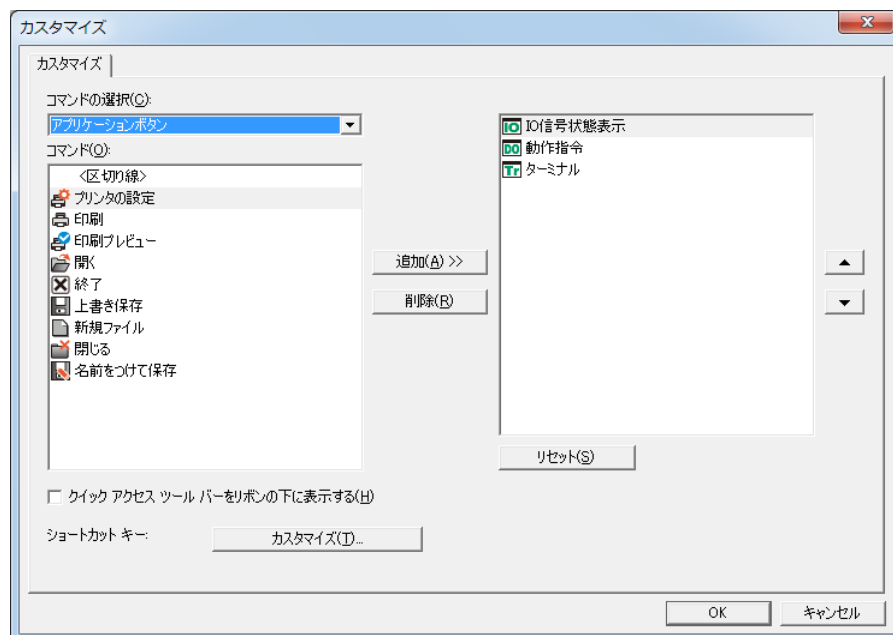 カスタマイズ
カスタマイズ
コマンドの選択(C):
アプリケーションボタン
コマンド(O):
<区切り線>
プリンタの設定
印刷
印刷プレビュー
開く
終了
上書き保存
新規ファイル
閉じる
名前をつけて保存
追加(A) >>
削除(R)
IO IO信号状態表示
DO 動作指令
Tr ターミナル
リセット(S)
クイック アクセス ツール バーをリボンの下に表示する(H)
ショートカット キー:
カスタマイズ(T)...
OK
キャンセル